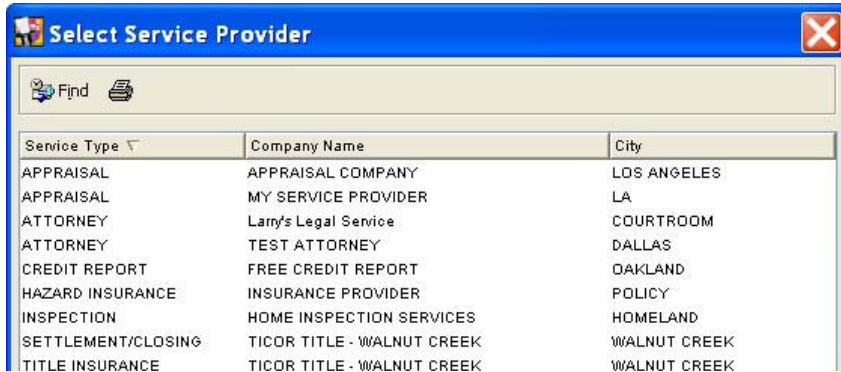 Select Service Provider
Find
Service Type Company Name City
APPRAISAL APPRAISAL COMPANY LOS ANGELES
APPRAISAL MY SERVICE PROVIDER LA
ATTORNEY Larry's Legal Service COURTROOM
ATTORNEY TEST ATTORNEY DALLAS
CREDIT REPORT FREE CREDIT REPORT OAKLAND
HAZARD INSURANCE INSURANCE PROVIDER POLICY
INSPECTION HOME INSPECTION SERVICES HOMELAND
SETTLEMENT/CLOSING TICOR TITLE - WALNUT CREEK WALNUT CREEK
TITLE INSURANCE TICOR TITLE - WALNUT CREEK WALNUT CREEK